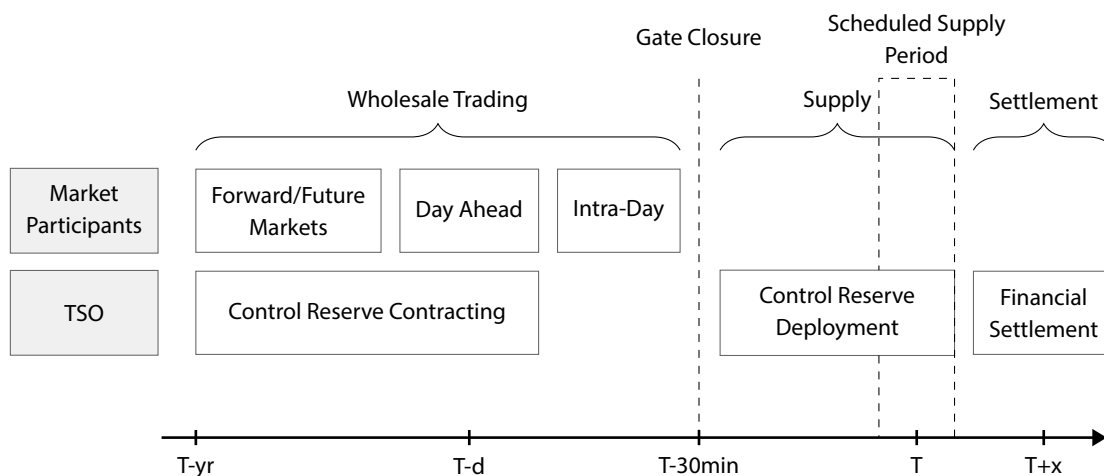 Scheduled Supply
Period
Gate Closure
Wholesale Trading
Supply
Settlement
Market
Participants
Forward/Future
Markets
Day Ahead
Intra-Day
TSO
Control Reserve Contracting
Control Reserve
Deployment
Financial
Settlement
T-yr
T-d
T-30min
T
T+x